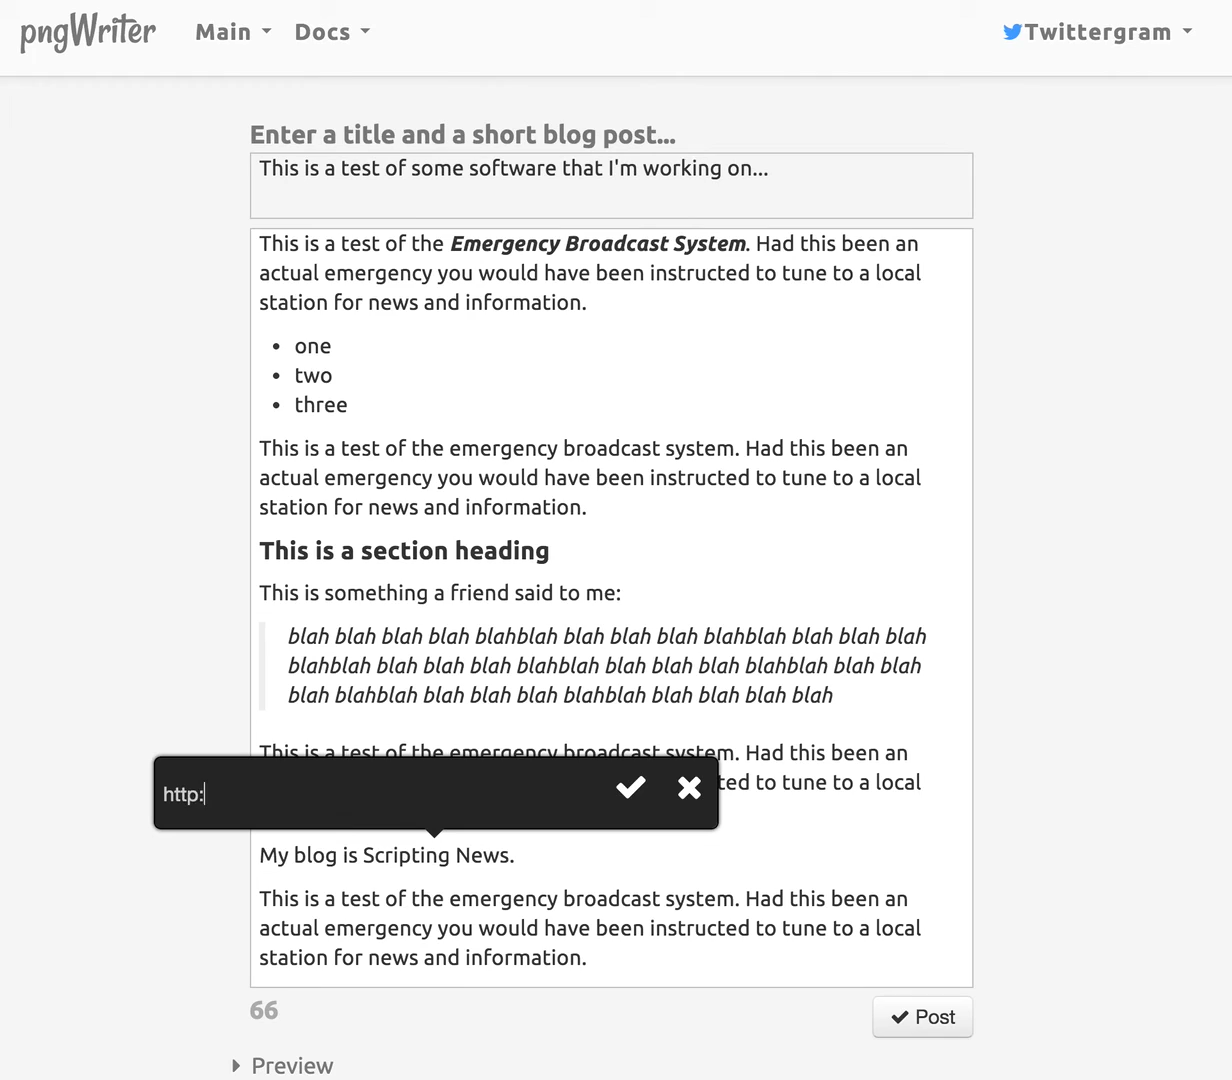 pngWriter Main Docs Twittergram
Enter a title and a short blog post...
This is a test of some software that I'm working on...
This is a test of the Emergency Broadcast System. Had this been an
actual emergency you would have been instructed to tune to a local
station for news and information.
• one
• two
• three
This is a test of the emergency broadcast system. Had this been an
actual emergency you would have been instructed to tune to a local
station for news and information.
This is a section heading
This is something a friend said to me:
blah blah blah blah blahblah blah blah blah blahblah blah blah blah
blahblah blah blah blah blahblah blah blah blah blahblah blah blah
blah blahblah blah blah blah blahblah blah blah blah blah
This is a test of the emergency broadcast system. Had this been an
http:
cted to tune to a local
My blog is Scripting News.
This is a test of the emergency broadcast system. Had this been an
actual emergency you would have been instructed to tune to a local
station for news and information.
66
Post
Preview